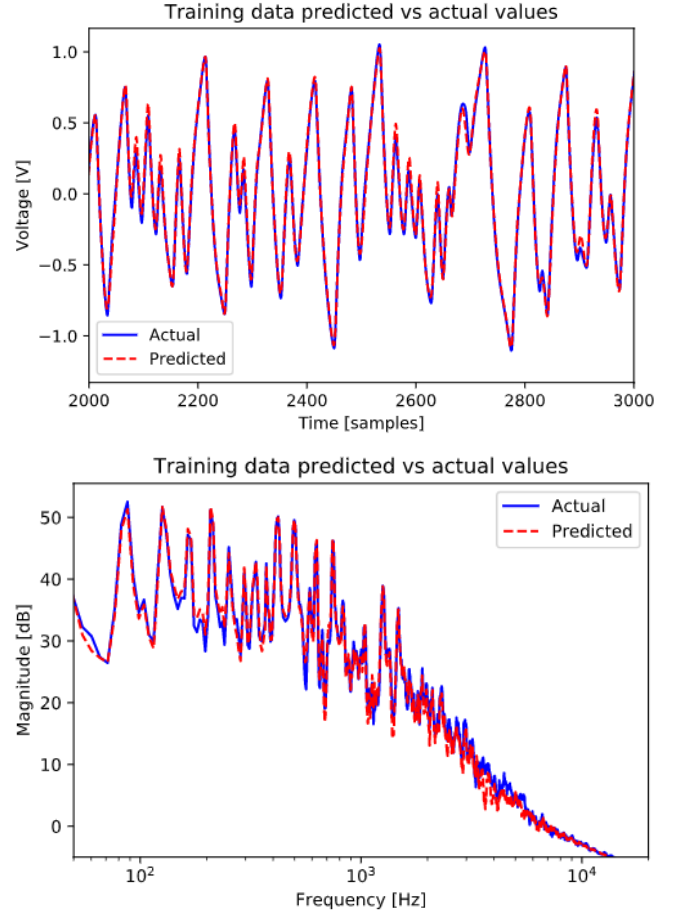 Training data predicted vs actual values
1.0
0.5
0.0
−0.5
−1.0
Voltage [V]
Actual
Predicted
2000 2200 2400 2600 2800 3000
Time [samples]
Training data predicted vs actual values
50
40
30
20
10
0
Magnitude [dB]
Actual
Predicted
10² 10³ 10⁴
Frequency [Hz]